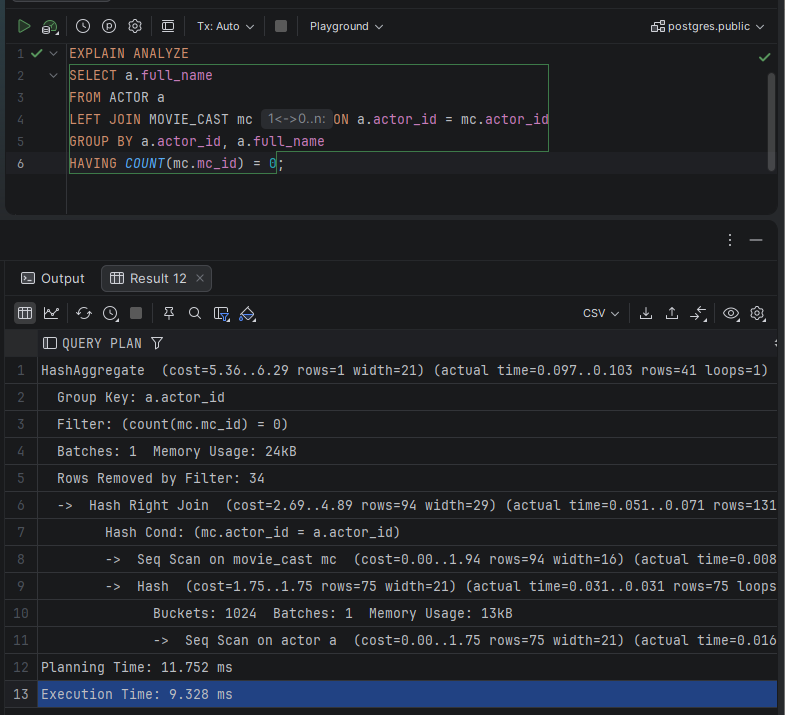 Tx: Auto Playground postgres.public
1 EXPLAIN ANALYZE
2 SELECT a.full_name
3 FROM ACTOR a
4 LEFT JOIN MOVIE_CAST mc 1<->0..n: ON a.actor_id = mc.actor_id
5 GROUP BY a.actor_id, a.full_name
6 HAVING COUNT(mc.mc_id) = 0;
Output Result 12
CSV
QUERY PLAN
1 HashAggregate (cost=5.36..6.29 rows=1 width=21) (actual time=0.097..0.103 rows=41 loops=1)
2 Group Key: a.actor_id
3 Filter: (count(mc.mc_id) = 0)
4 Batches: 1 Memory Usage: 24kB
5 Rows Removed by Filter: 34
6 -> Hash Right Join (cost=2.69..4.89 rows=94 width=29) (actual time=0.051..0.071 rows=131
7 Hash Cond: (mc.actor_id = a.actor_id)
8 -> Seq Scan on movie_cast mc (cost=0.00..1.94 rows=94 width=16) (actual time=0.008
9 -> Hash (cost=1.75..1.75 rows=75 width=21) (actual time=0.031..0.031 rows=75 loops
10 Buckets: 1024 Batches: 1 Memory Usage: 13kB
11 -> Seq Scan on actor a (cost=0.00..1.75 rows=75 width=21) (actual time=0.016
12 Planning Time: 11.752 ms
13 Execution Time: 9.328 ms